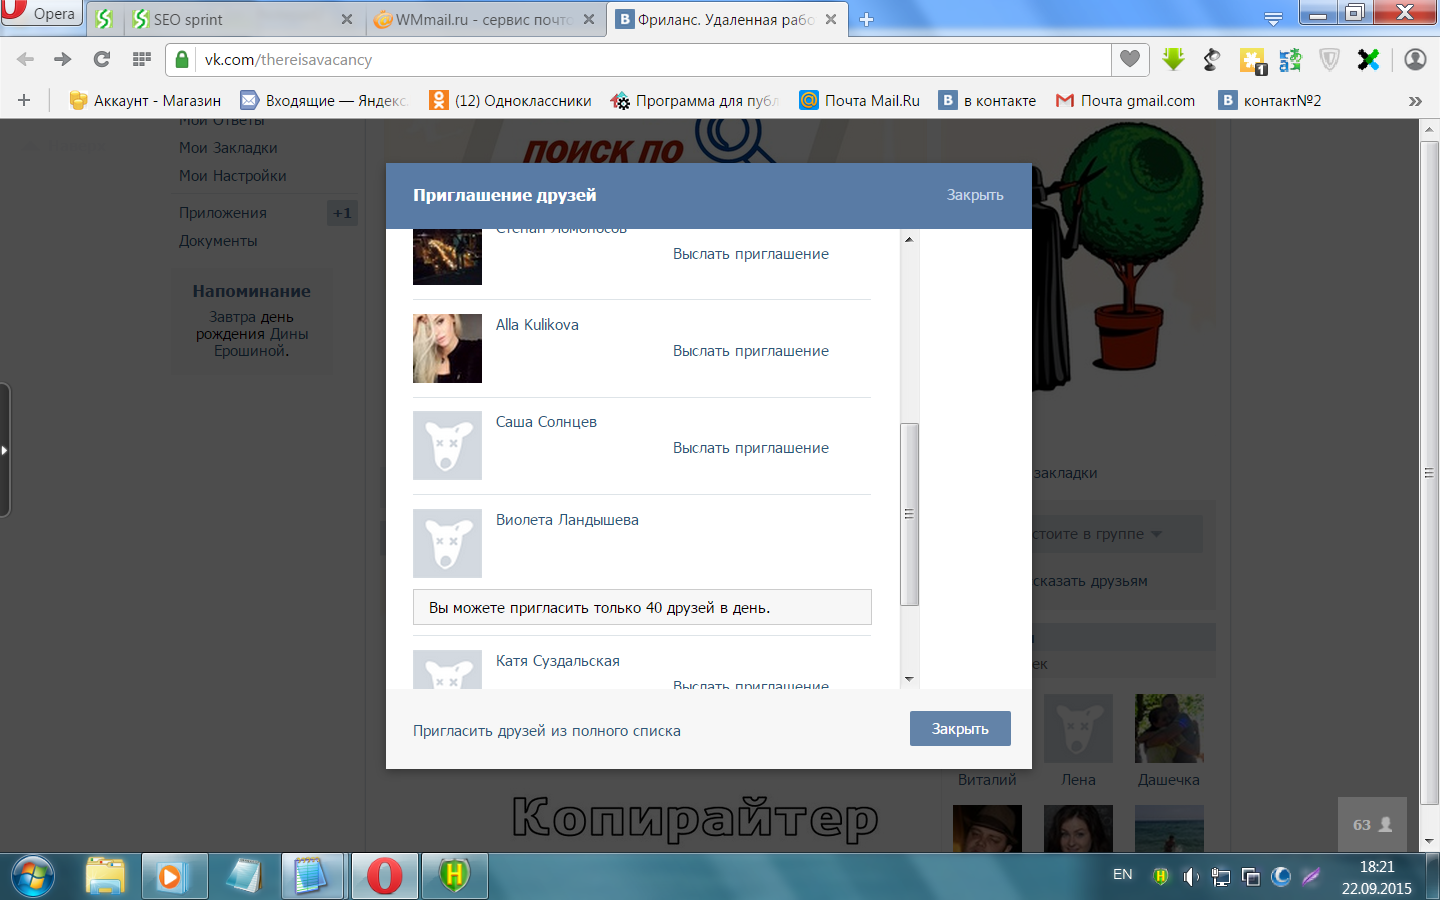 Opera
SEO sprint
WMmail.ru - сервис почто
Фриланс. Удаленная рабо
vk.com/thereisavacancy
1
Аккаунт - Магазин
Входящие — Яндекс.
(12) Одноклассники
Программа для публ
Почта Mail.Ru
в контакте
Почта gmail.com
контакт№2
Мои Ответы
Мои Закладки
Мои Настройки
Приложения
+1
Документы
Напоминание
Завтра день
рождения Дины
Ерошиной.
ПОИСК ПО
Приглашение друзей
Закрыть
Степан Ломоносов
Выслать приглашение
Alla Kulikova
Выслать приглашение
Саша Солнцев
Выслать приглашение
Виолета Ландышева
Вы можете пригласить только 40 друзей в день.
Катя Суздальская
Выслать приглашение
Пригласить друзей из полного списка
Закрыть
закладки
стоите в группе
сказать друзьям
ек
Виталий
Лена
Дашечка
Копирайтер
63
EN
18:21
22.09.2015